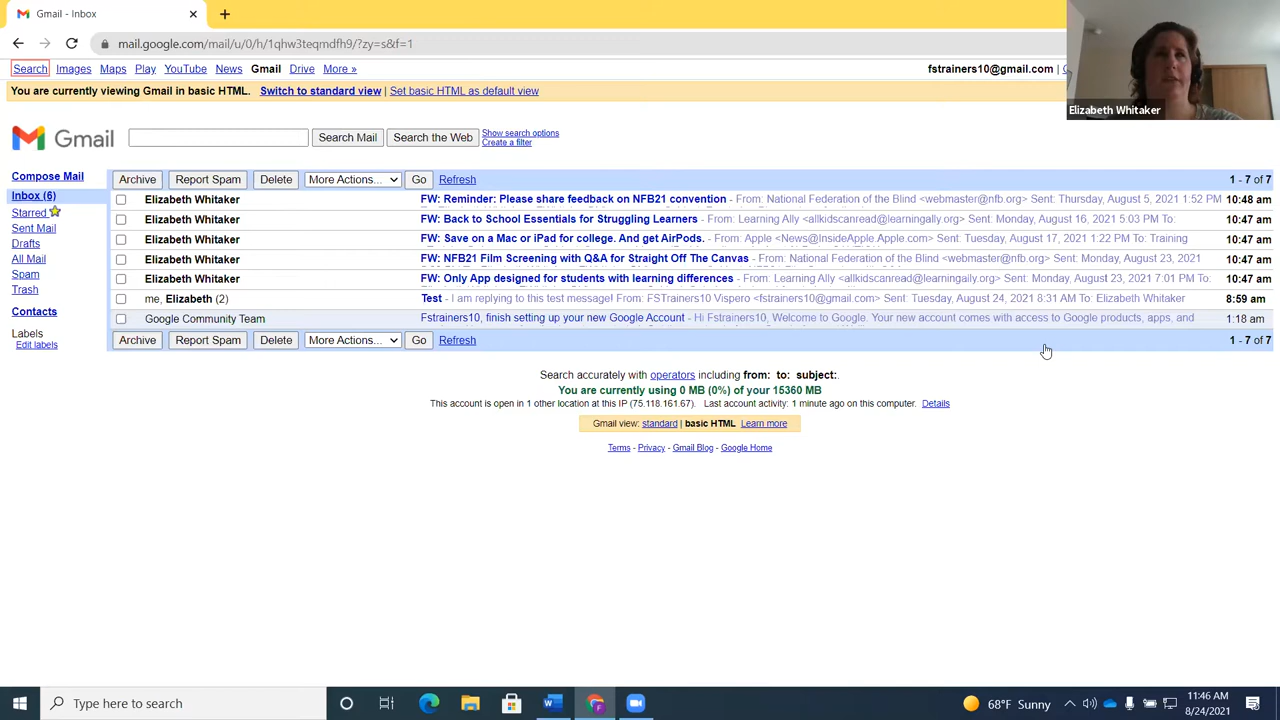 Gmail - Inbox
mail.google.com/mail/u/0/h/1qhw3teqmdfh9/?zy=s&f=1
Search Images Maps Play YouTube News Gmail Drive More »
fstrainers10@gmail.com |
You are currently viewing Gmail in basic HTML. Switch to standard view | Set basic HTML as default view
Elizabeth Whitaker
Gmail Search Mail Search the Web Show search options
Create a filter
Compose Mail
Inbox (6)
Starred
Sent Mail
Drafts
All Mail
Spam
Trash
Contacts
Labels
Edit labels
Archive Report Spam Delete More Actions... Go Refresh 1 - 7 of 7
Elizabeth Whitaker FW: Reminder: Please share feedback on NFB21 convention - From: National Federation of the Blind <webmaster@nfb.org> Sent: Thursday, August 5, 2021 1:52 PM 10:48 am
Elizabeth Whitaker FW: Back to School Essentials for Struggling Learners - From: Learning Ally <allkidscanread@learningally.org> Sent: Monday, August 16, 2021 5:03 PM To: 10:47 am
Elizabeth Whitaker FW: Save on a Mac or iPad for college. And get AirPods. - From: Apple <News@InsideApple.Apple.com> Sent: Tuesday, August 17, 2021 1:22 PM To: Training 10:47 am
Elizabeth Whitaker FW: NFB21 Film Screening with Q&A for Straight Off The Canvas - From: National Federation of the Blind <webmaster@nfb.org> Sent: Monday, August 23, 2021 10:47 am
Elizabeth Whitaker FW: Only App designed for students with learning differences - From: Learning Ally <allkidscanread@learningally.org> Sent: Monday, August 23, 2021 7:01 PM To: 10:47 am
me, Elizabeth (2) Test - I am replying to this test message! From: FSTrainers10 Vispero <fstrainers10@gmail.com> Sent: Tuesday, August 24, 2021 8:31 AM To: Elizabeth Whitaker 8:59 am
Google Community Team Fstrainers10, finish setting up your new Google Account - Hi Fstrainers10, Welcome to Google. Your new account comes with access to Google products, apps, and 1:18 am
Archive Report Spam Delete More Actions... Go Refresh 1 - 7 of 7
Search accurately with operators including from: to: subject:.
You are currently using 0 MB (0%) of your 15360 MB
This account is open in 1 other location at this IP (75.118.161.67). Last account activity: 1 minute ago on this computer. Details
Gmail view: standard | basic HTML Learn more
Terms - Privacy - Gmail Blog - Google Home
Type here to search
68°F Sunny
11:46 AM
8/24/2021